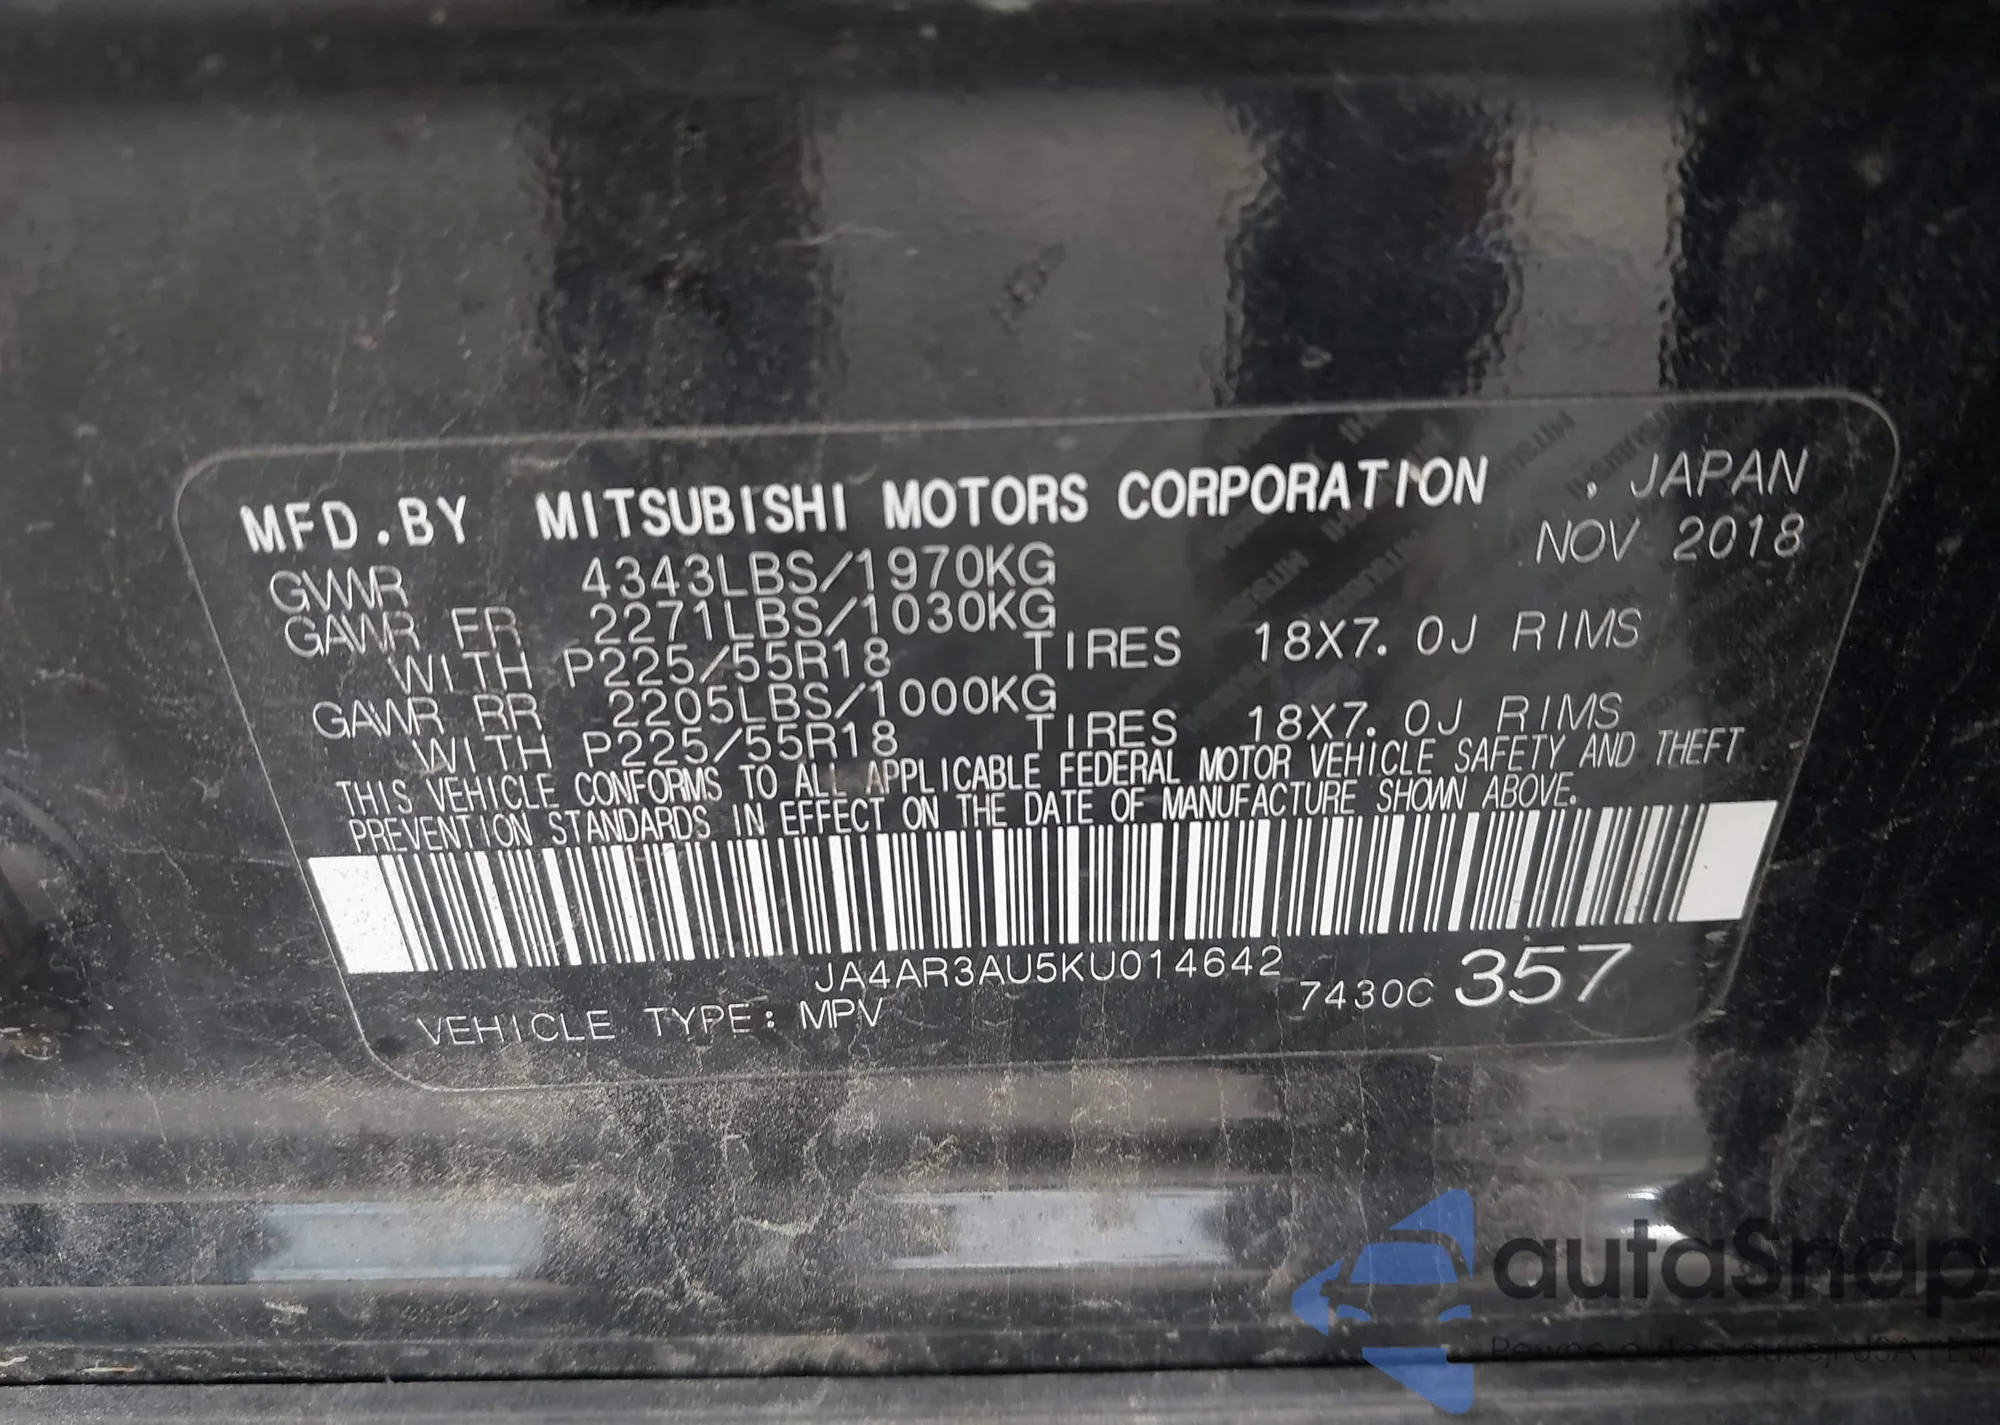 MFD.BY MITSUBISHI MOTORS CORPORATION , JAPAN
GVWR 4343LBS/1970KG NOV 2018
GAWR FR 2271LBS/1030KG
WITH P225/55R18 TIRES 18X7.0J RIMS
GAWR RR 2205LBS/1000KG
WITH P225/55R18 TIRES 18X7.0J RIMS
THIS VEHICLE CONFORMS TO ALL APPLICABLE FEDERAL MOTOR VEHICLE SAFETY AND THEFT
PREVENTION STANDARDS IN EFFECT ON THE DATE OF MANUFACTURE SHOWN ABOVE.
JA4AR3AU5KU014642
VEHICLE TYPE: MPV 7430C 357
autaSnap